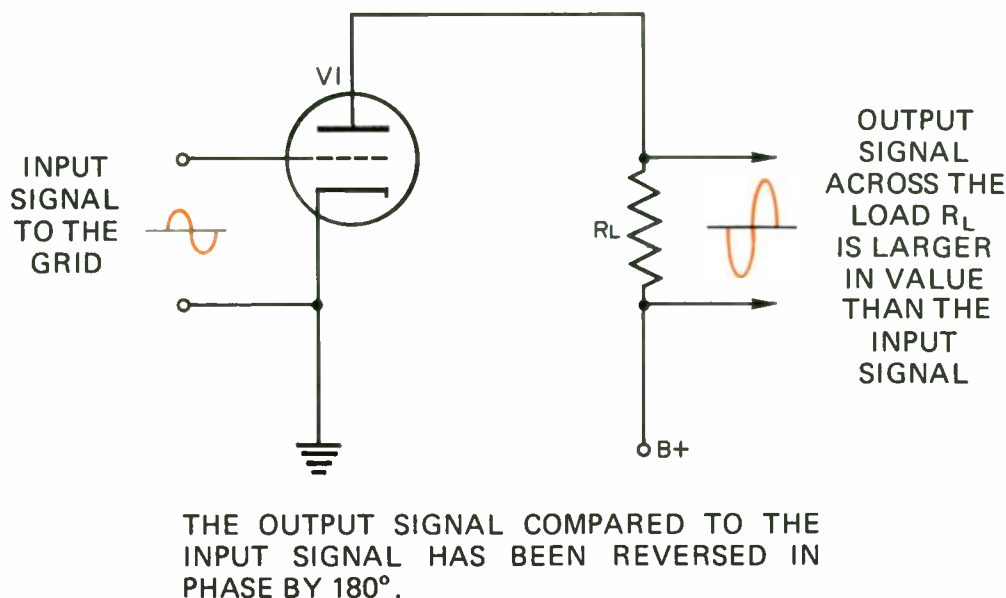 V1
INPUT
SIGNAL
TO THE
GRID
RL
OUTPUT
SIGNAL
ACROSS THE
LOAD RL
IS LARGER
IN VALUE
THAN THE
INPUT
SIGNAL
B+
THE OUTPUT SIGNAL COMPARED TO THE
INPUT SIGNAL HAS BEEN REVERSED IN
PHASE BY 180°.